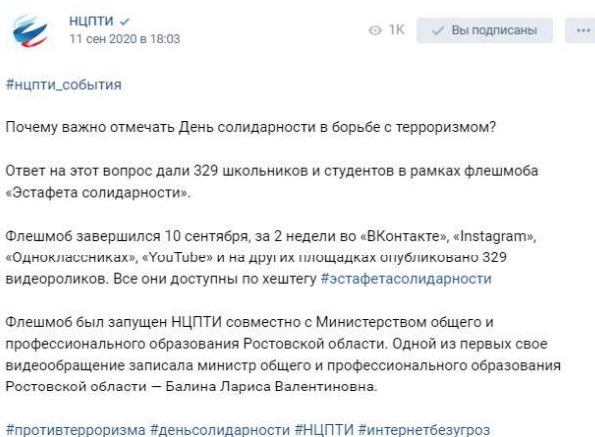 НЦПТИ
11 сен 2020 в 18:03
1K
Вы подписаны
#нцпти_события
Почему важно отмечать День солидарности в борьбе с терроризмом?
Ответ на этот вопрос дали 329 школьников и студентов в рамках флешмоба
«Эстафета солидарности».
Флешмоб завершился 10 сентября, за 2 недели во «ВКонтакте», «Instagram»,
«Одноклассниках», «YouTube» и на других площадках опубликовано 329
видеороликов. Все они доступны по хештегу #эстафетасолидарности
Флешмоб был запущен НЦПТИ совместно с Министерством общего и
профессионального образования Ростовской области. Одной из первых свое
видеообращение записала министр общего и профессионального образования
Ростовской области — Балина Лариса Валентиновна.
#противтерроризма #деньсолидарности #НЦПТИ #интернетбезугроз